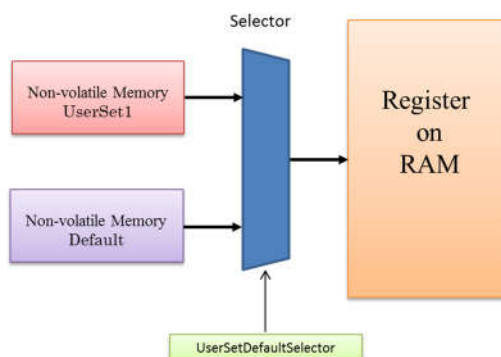 Selector
Non-volatile Memory
UserSet1
Register
on
RAM
Non-volatile Memory
Default
UserSetDefaultSelector